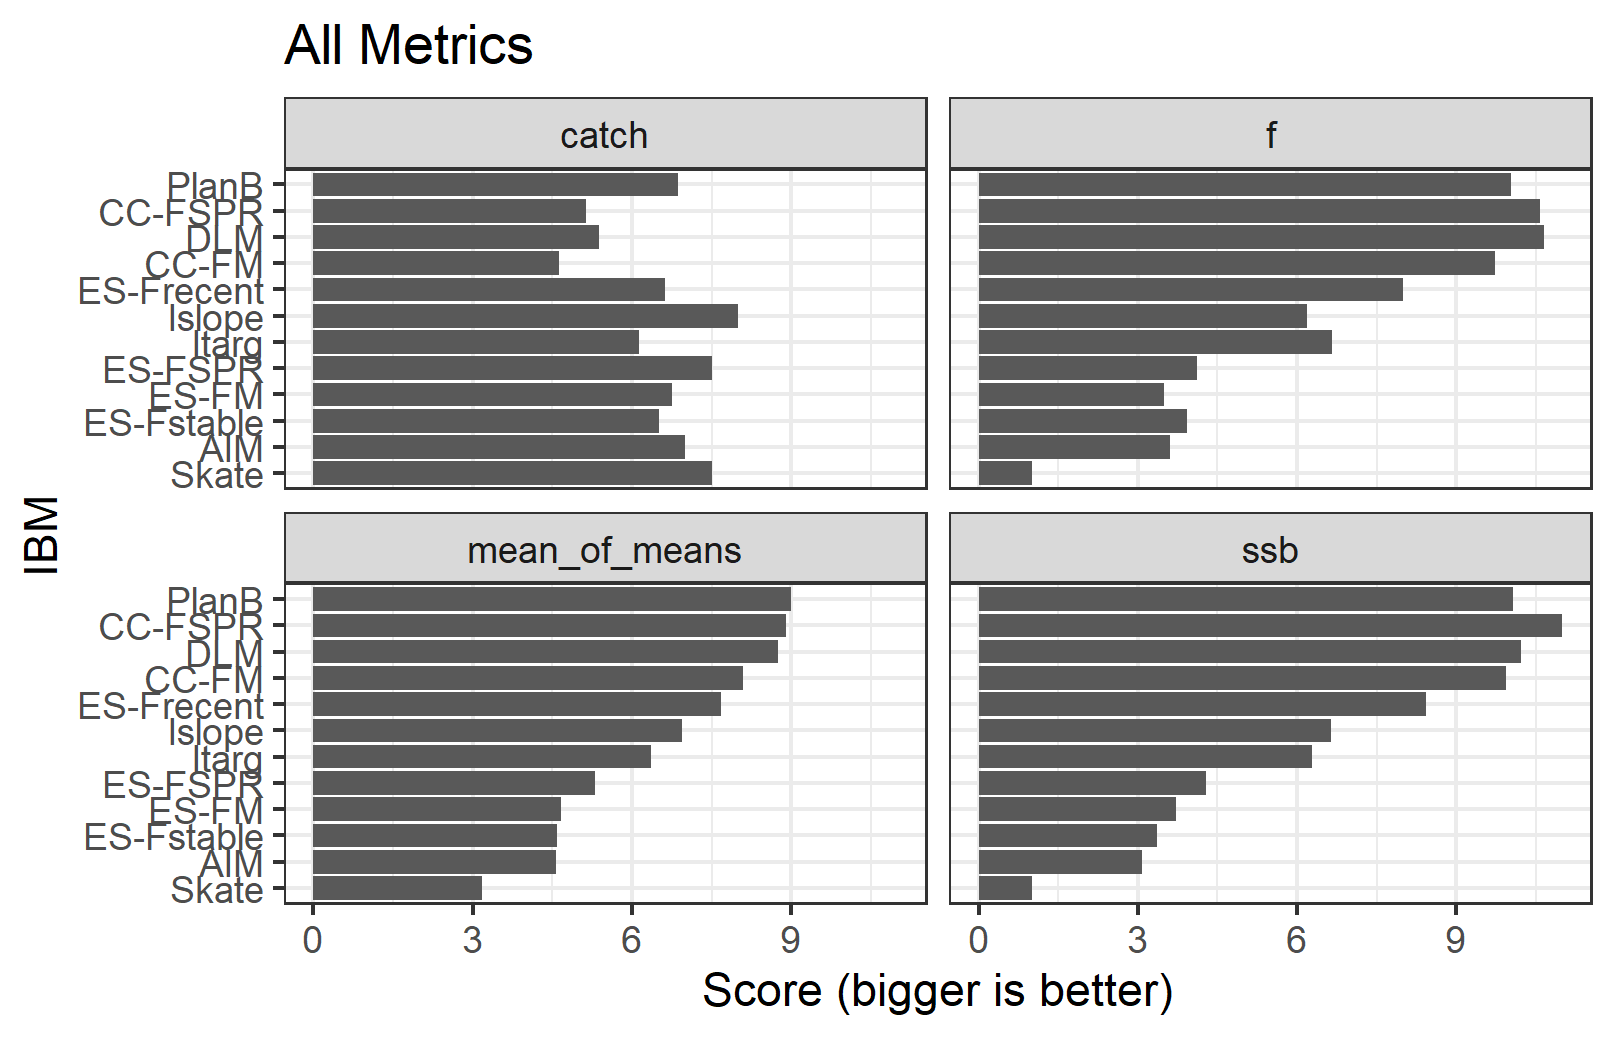 All Metrics
catch
f
PlanB
CC-FSPR
DLM
CC-FM
ES-Frecent
Islope
Itarg
ES-FSPR
ES-FM
ES-Fstable
AIM
Skate
IBM
mean_of_means
ssb
PlanB
CC-FSPR
DLM
CC-FM
ES-Frecent
Islope
Itarg
ES-FSPR
ES-FM
ES-Fstable
AIM
Skate
0 3 6 9 0 3 6 9
Score (bigger is better)